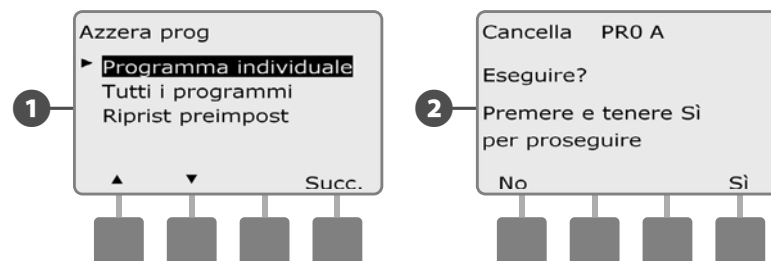 1
Azzera prog
► Programma individuale
Tutti i programmi
Riprist preimpost
▲ ▼ Succ.
2
Cancella PR0 A
Eseguire?
Premere e tenere Sì
per proseguire
No Sì